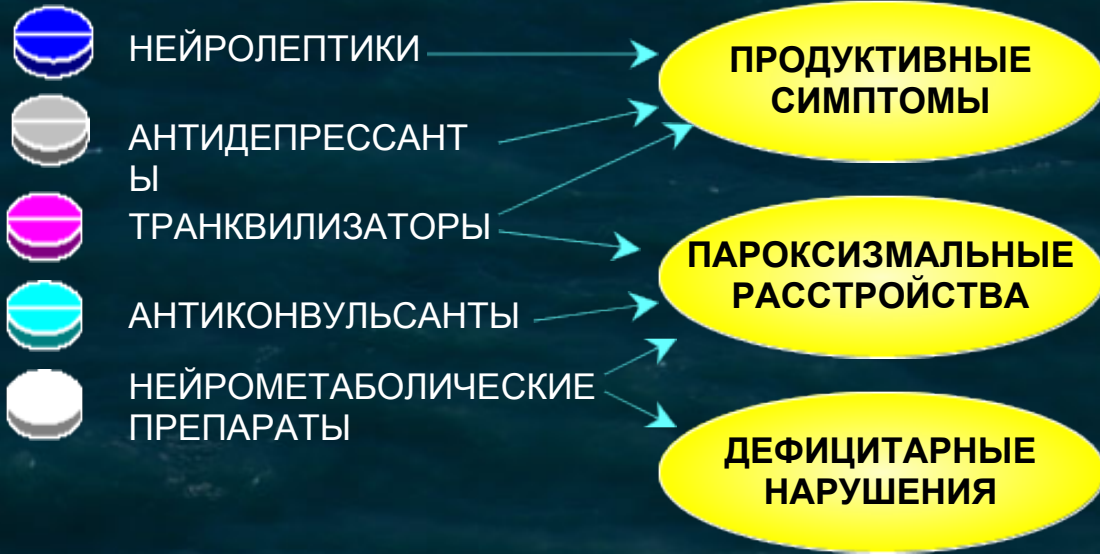 НЕЙРОЛЕПТИКИ
АНТИДЕПРЕССАНТ
Ы
ТРАНКВИЛИЗАТОРЫ
АНТИКОНВУЛЬСАНТЫ
НЕЙРОМЕТАБОЛИЧЕСКИЕ
ПРЕПАРАТЫ
ПРОДУКТИВНЫЕ
СИМПТОМЫ
ПАРОКСИЗМАЛЬНЫЕ
РАССТРОЙСТВА
ДЕФИЦИТАРНЫЕ
НАРУШЕНИЯ